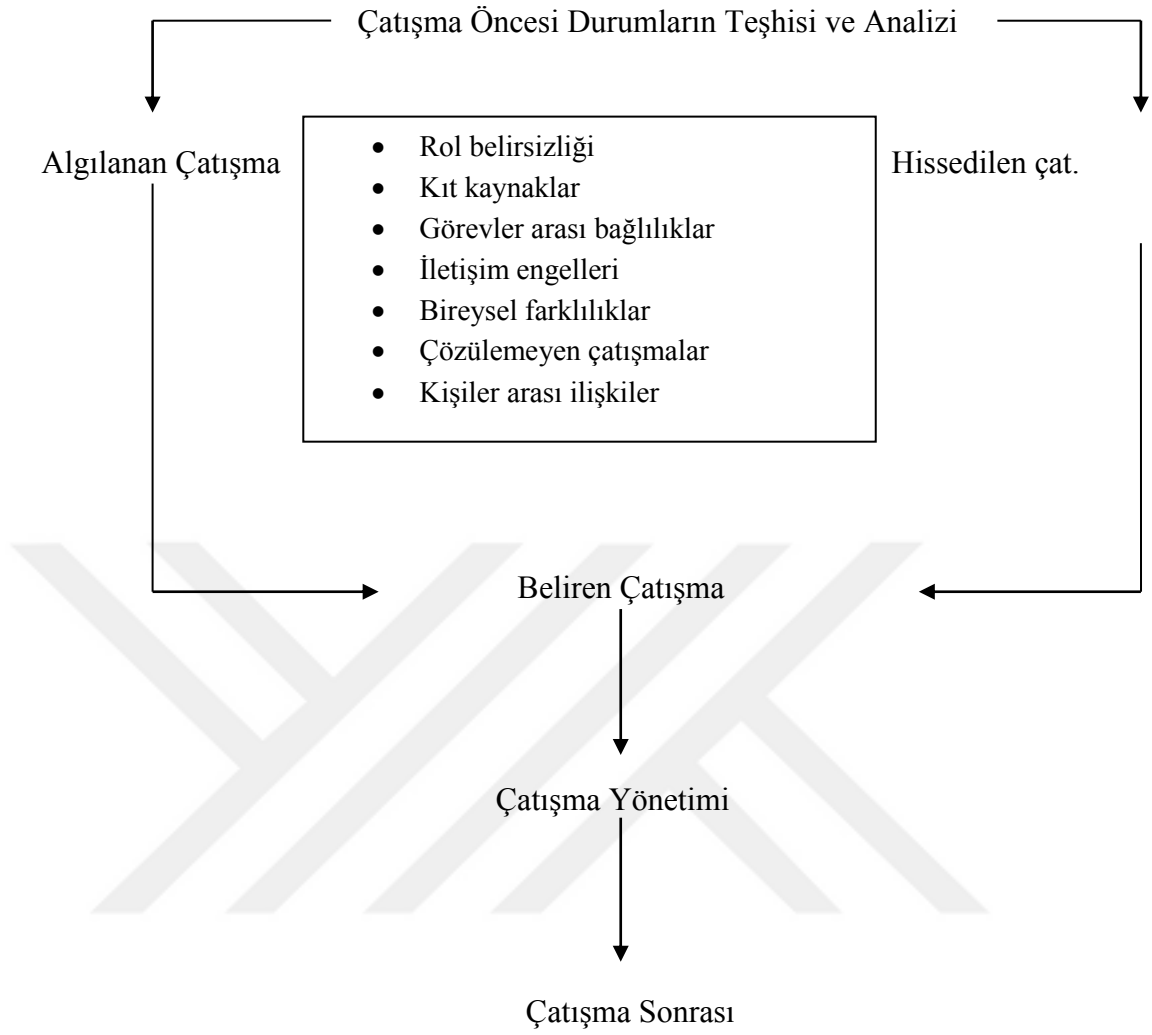 Çatışma Öncesi Durumların Teşhisi ve Analizi
Algılanan Çatışma
• Rol belirsizliği
• Kıt kaynaklar
• Görevler arası bağlılıklar
• İletişim engelleri
• Bireysel farklılıklar
• Çözülemeyen çatışmalar
• Kişiler arası ilişkiler
Hissedilen çat.
Beliren Çatışma
Çatışma Yönetimi
Çatışma Sonrası